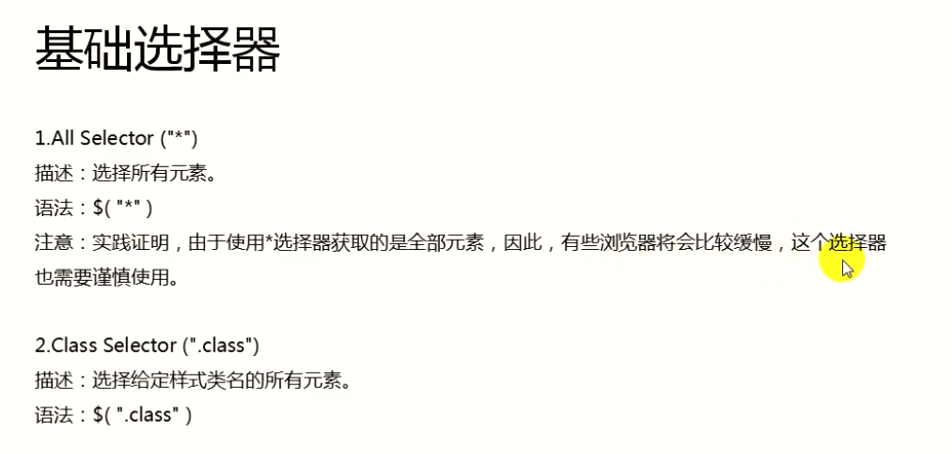 基础选择器
1.All Selector ("*")
描述：选择所有元素。
语法：$( "*" )
注意：实践证明，由于使用*选择器获取的是全部元素，因此，有些浏览器将会比较缓慢，这个选择器
也需要谨慎使用。
2.Class Selector (".class")
描述：选择给定样式类名的所有元素。
语法：$( ".class" )